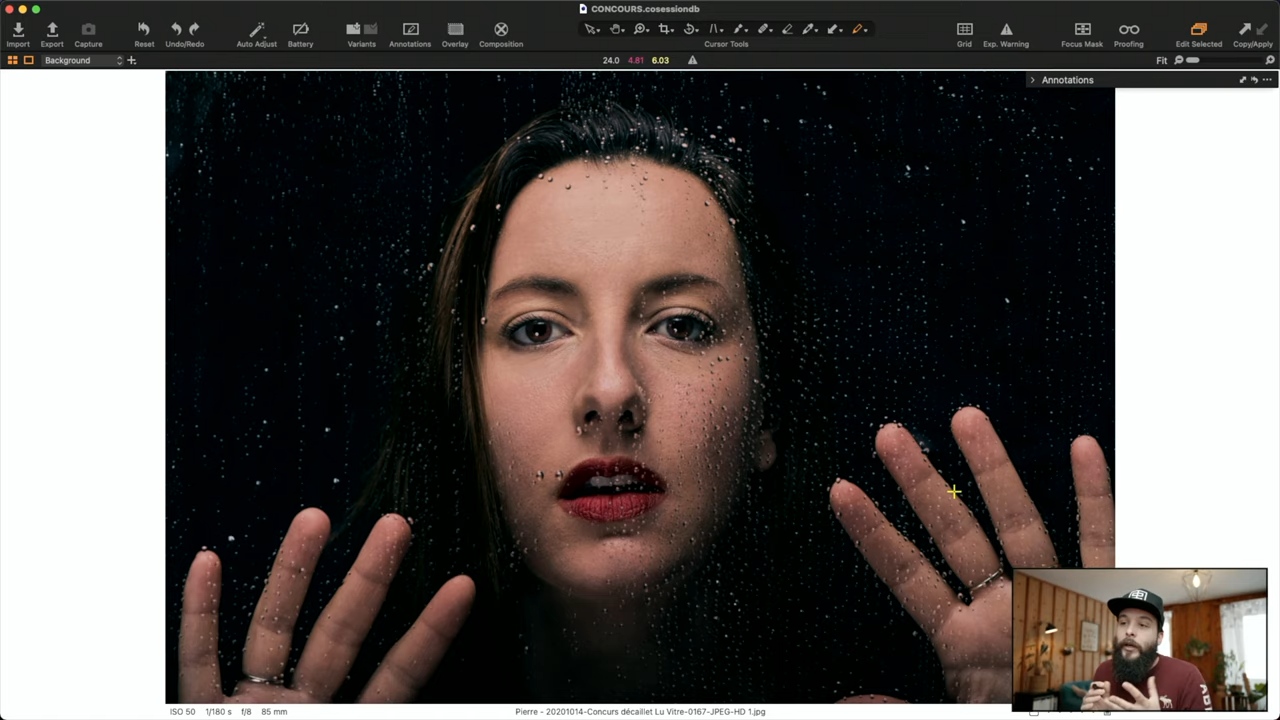 CONCOURS.cosessiondb
Import
Export
Capture
Reset
Undo/Redo
Auto Adjust
Battery
Variants
Annotations
Overlay
Composition
Cursor Tools
Grid
Exp. Warning
Focus Mask
Proofing
Edit Selected
Copy/Apply
Background
24.0 4.81 6.03
Fit
Annotations
ISO 50 1/180 s f/8 85 mm
Pierre - 20201014-Concours décaillet Lu Vitre-0167-JPEG-HD 1.jpg